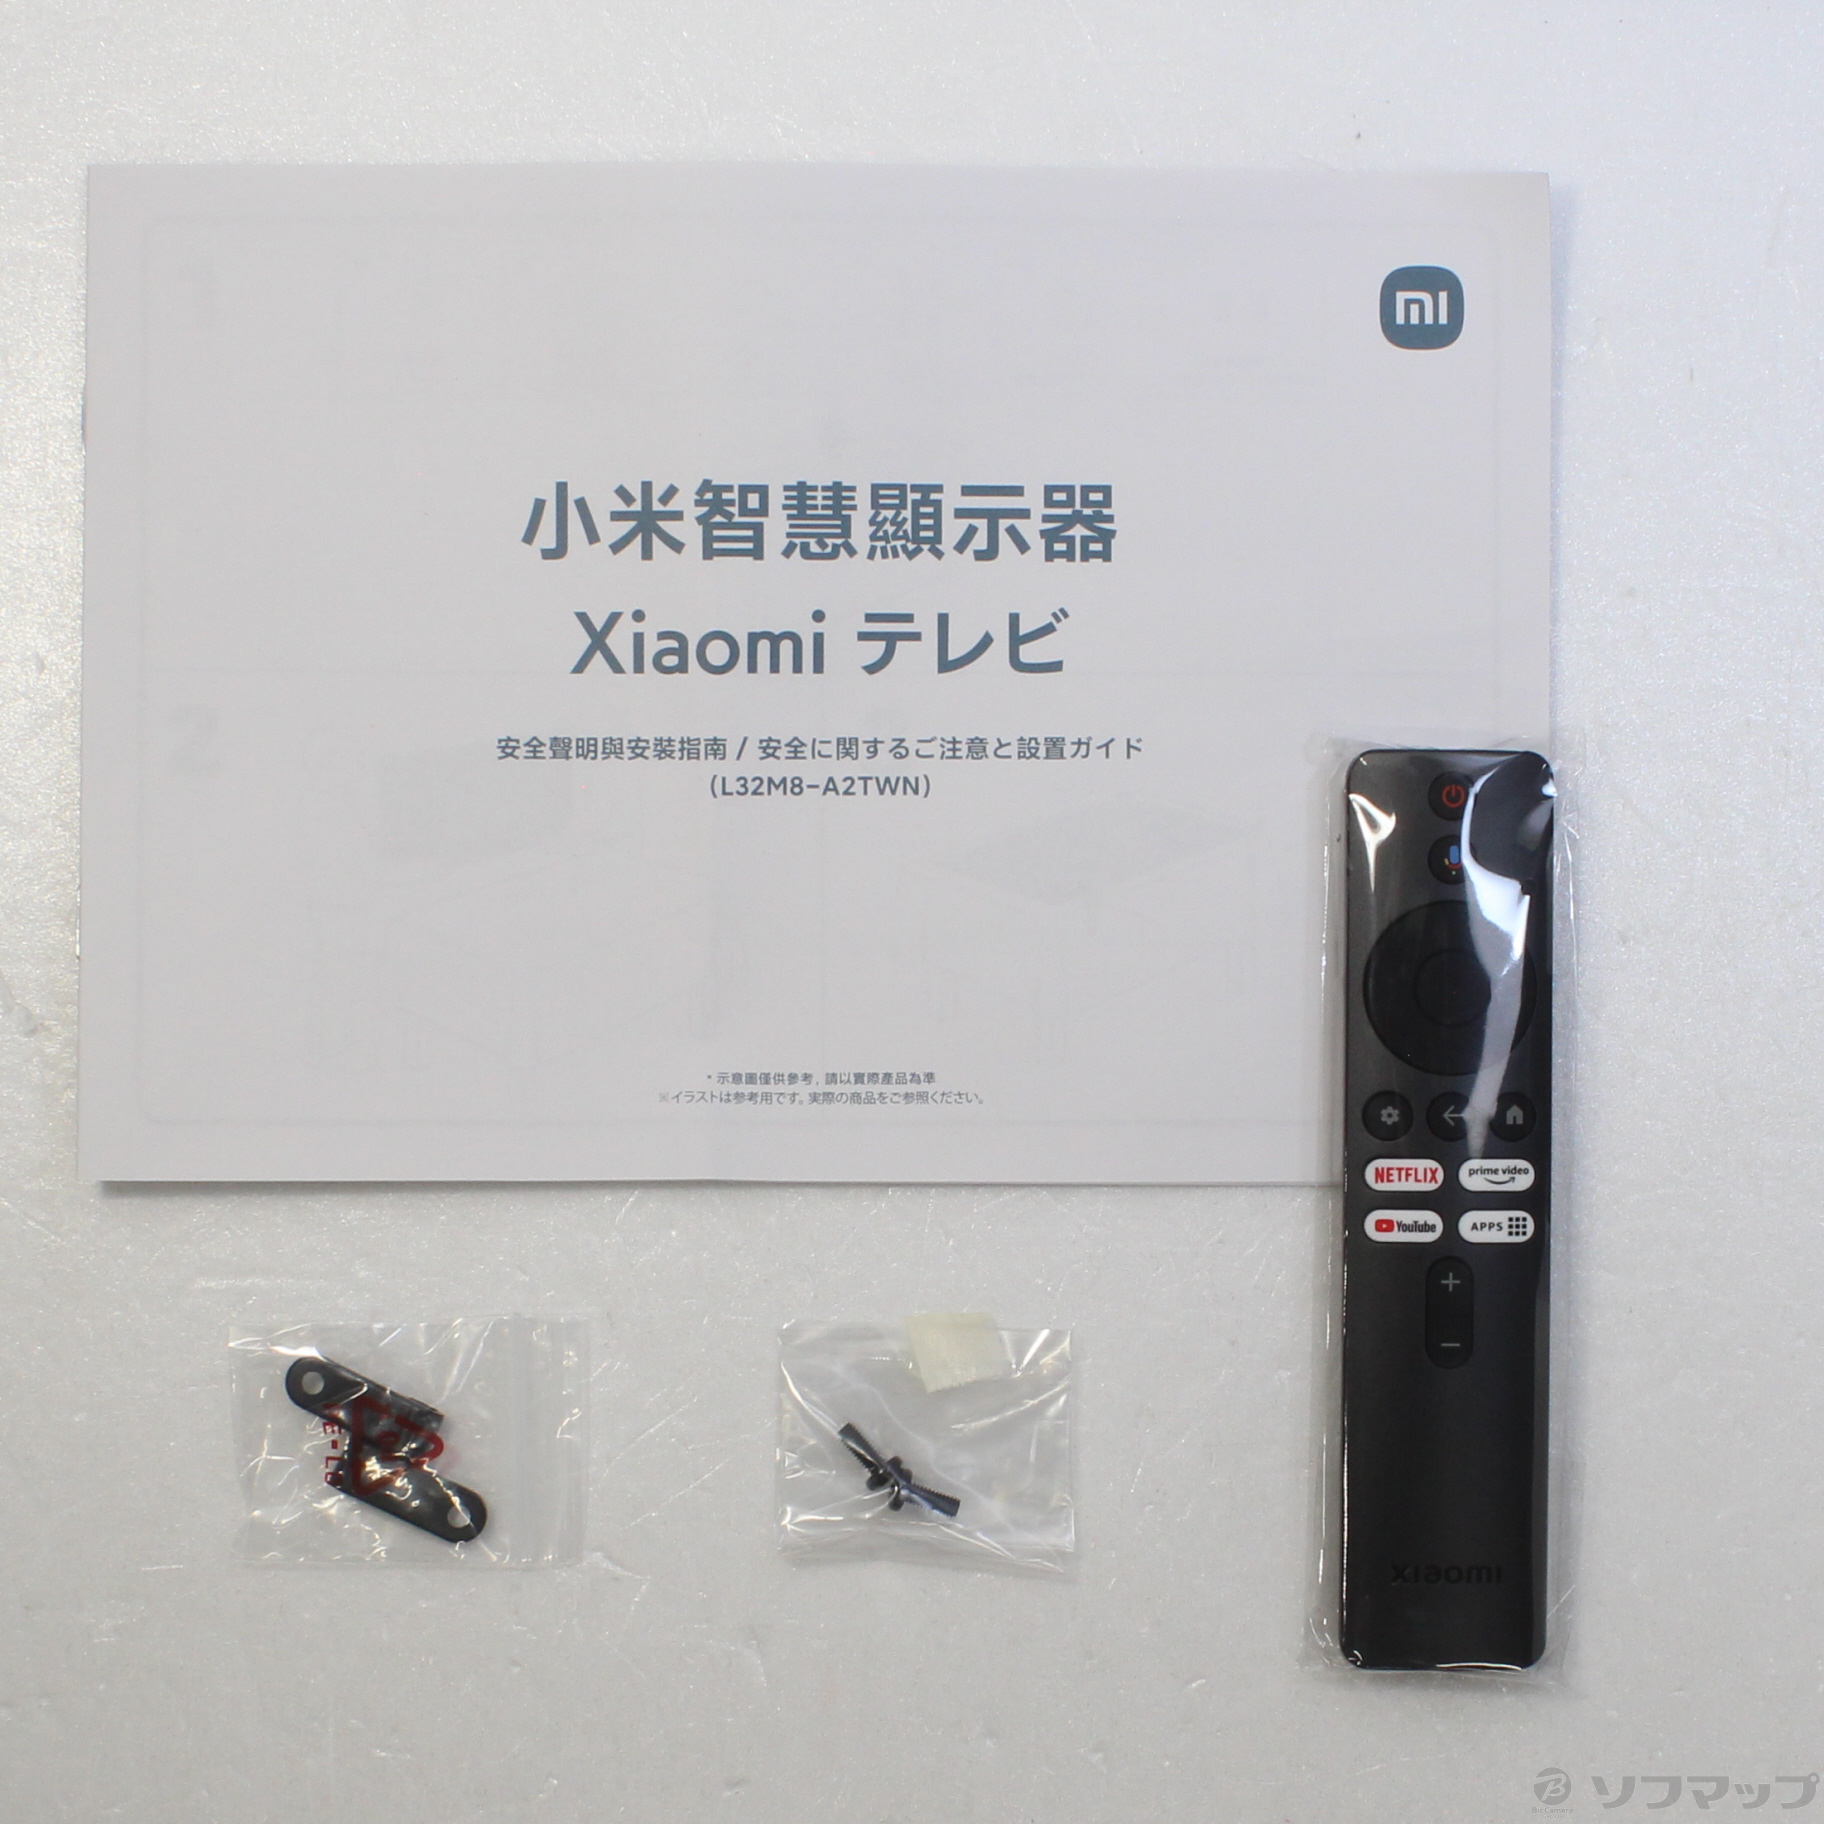 mi
小米智慧顯示器
Xiaomi テレビ
安全聲明與安裝指南 / 安全に関するご注意と設置ガイド
(L32M8-A2TWN)
* 示意圖僅供參考，請以實際產品為準
※イラストは参考用です。実際の商品をご参照ください。
NETFLIX
prime video
YouTube
APPS
+
−
xiaomi
Bic Camera
ソフマップ